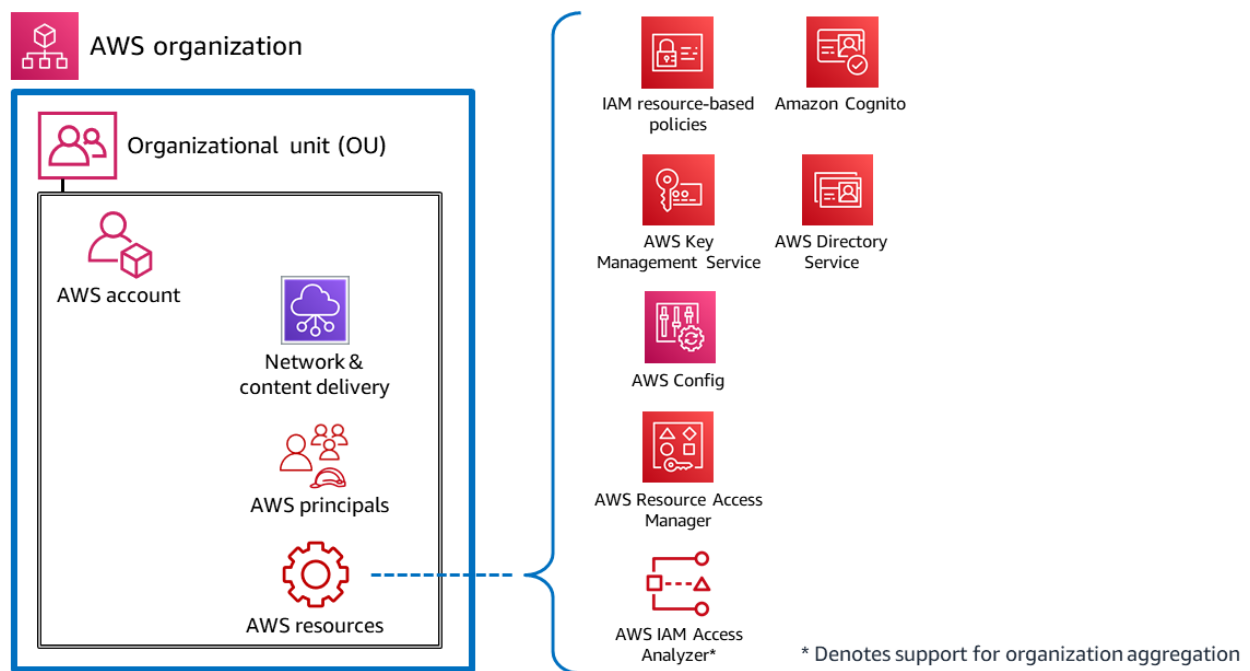 AWS organization
Organizational unit (OU)
AWS account
Network &
content delivery
AWS principals
AWS resources
IAM resource-based
policies
Amazon Cognito
AWS Key
Management Service
AWS Directory
Service
AWS Config
AWS Resource Access
Manager
AWS IAM Access
Analyzer*
* Denotes support for organization aggregation